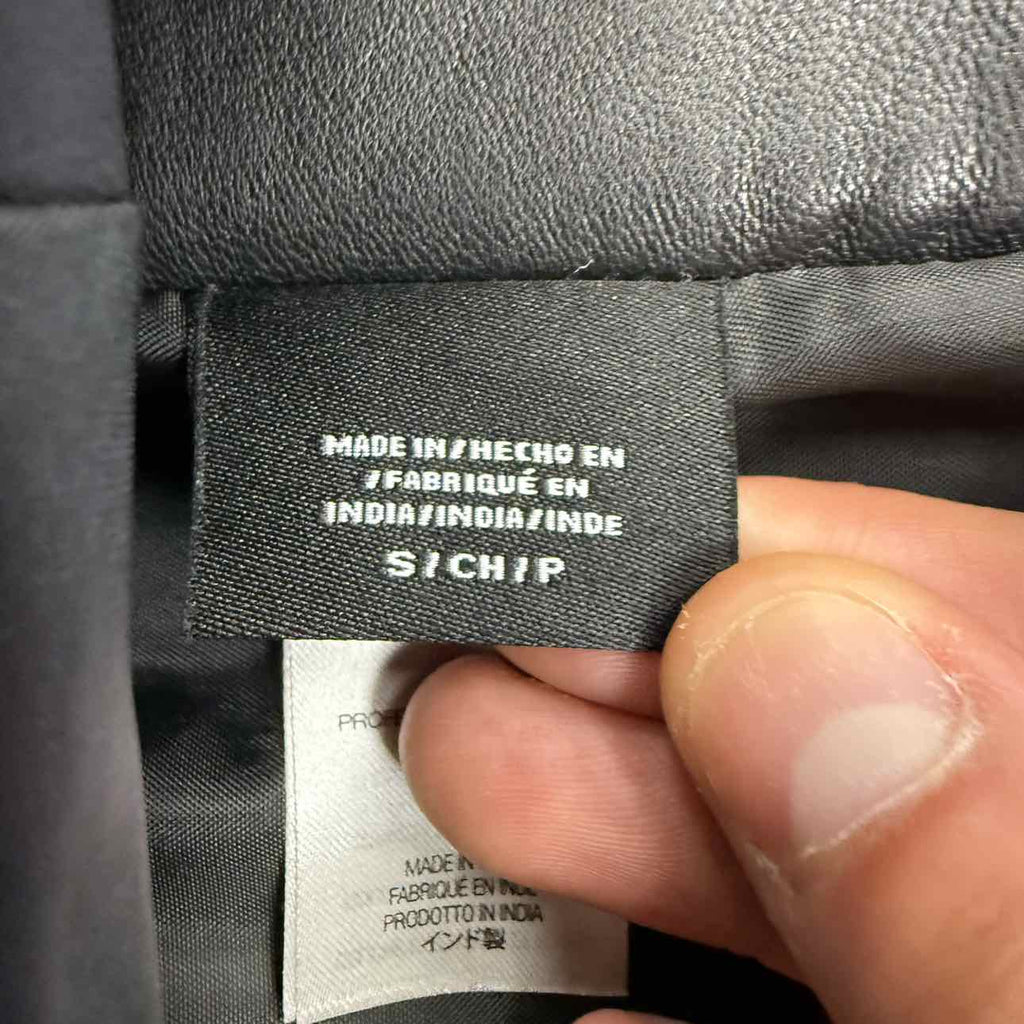 MADE IN/HECHO EN
/FABRIQUÉ EN
INDIA/INDIA/INDE
S/CH/P
MADE IN
FABRIQUÉ EN INDE
PRODOTTO IN INDIA
インド製